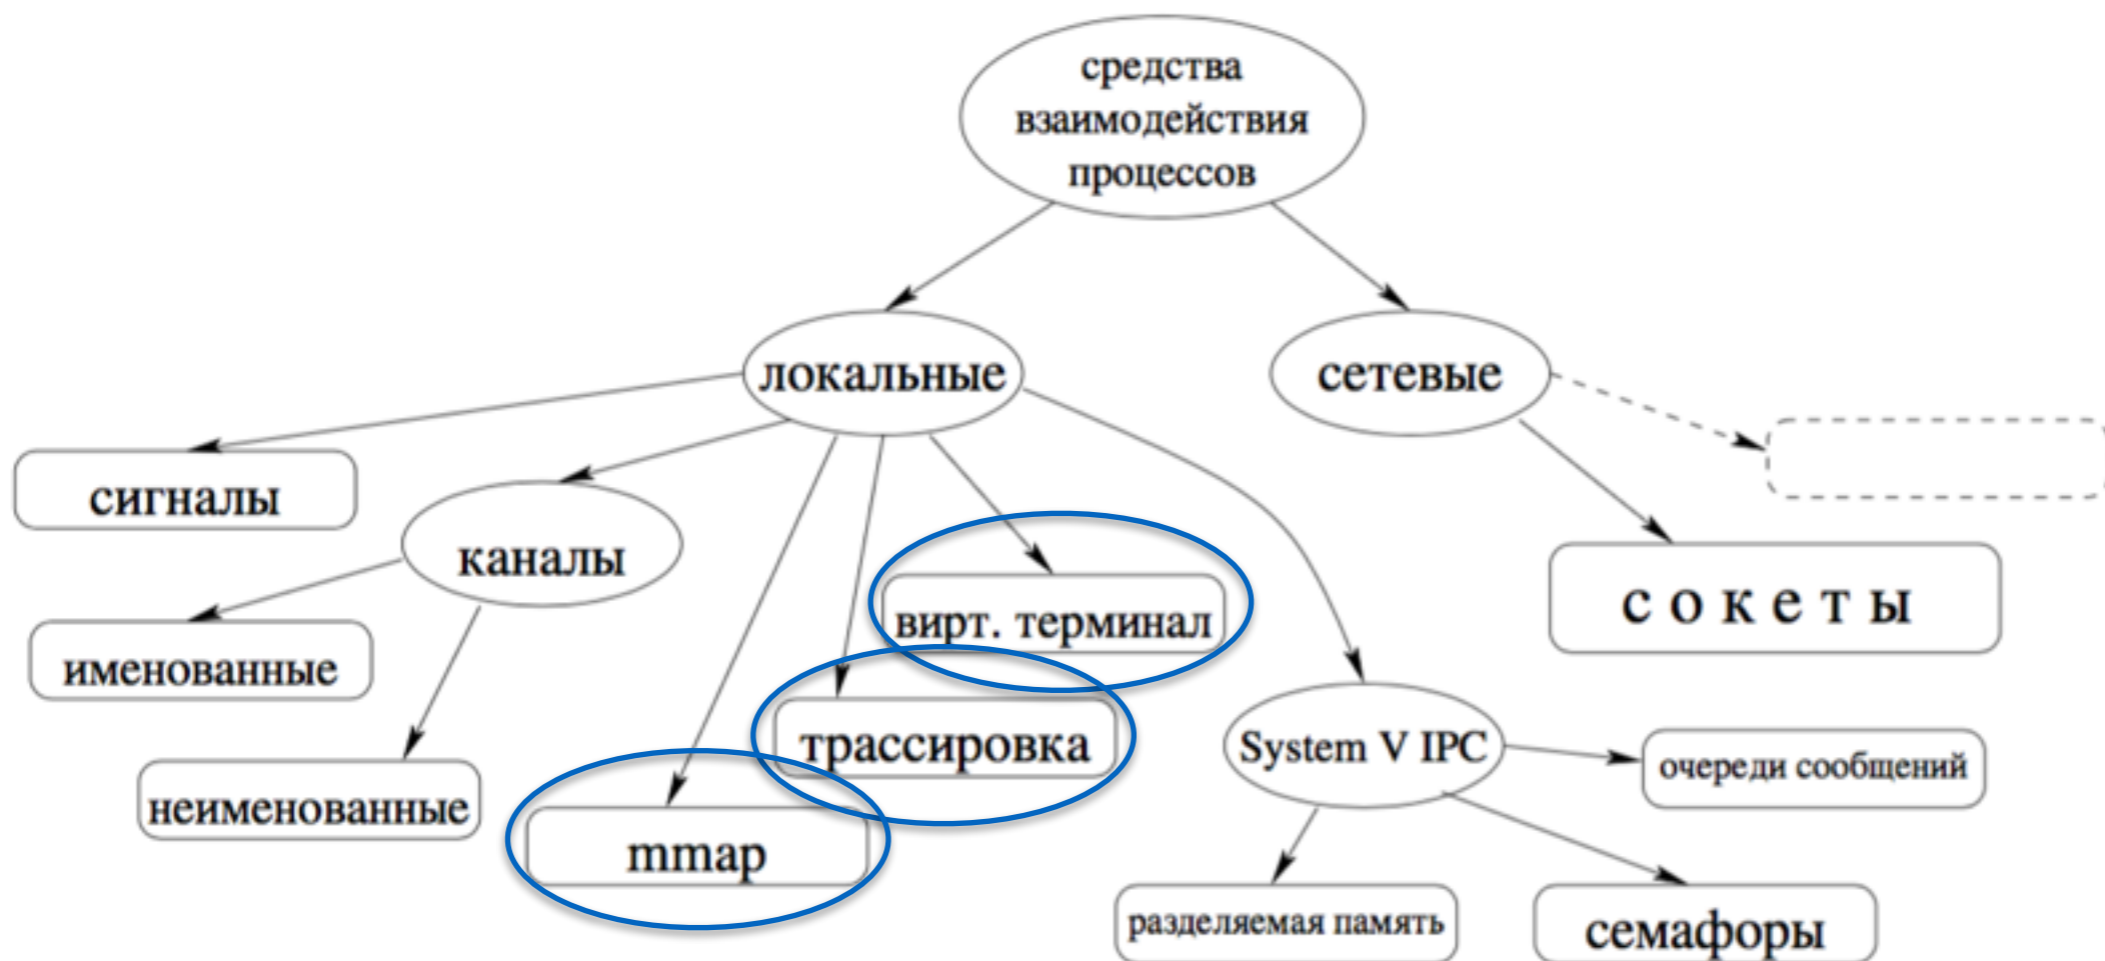 средства
взаимодействия
процессов
локальные
сетевые
сигналы
каналы
вирт. терминал
сокеты
именованные
трассировка
System V IPC
очереди сообщений
неименованные
mmap
разделяемая память
семафоры